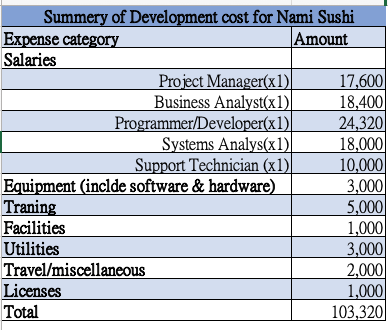 Summery of Development cost for Nami Sushi
Expense category Amount
Salaries
Project Manager(x1) 17,600
Business Analyst(x1) 18,400
Programmer/Developer(x1) 24,320
Systems Analys(x1) 18,000
Support Technician (x1) 10,000
Equipment (inclde software & hardware) 3,000
Traning 5,000
Facilities 1,000
Utilities 3,000
Travel/miscellaneous 2,000
Licenses 1,000
Total 103,320